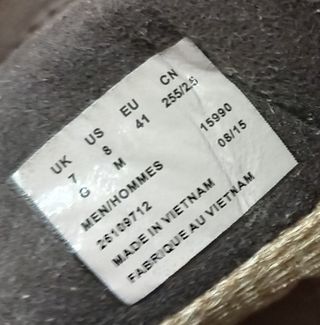 UK US EU CN
7 8 41 255/2.5
G M
MEN/HOMMES 15990
25109712 08/15
MADE IN VIETNAM
FABRIQUE AU VIETNAM